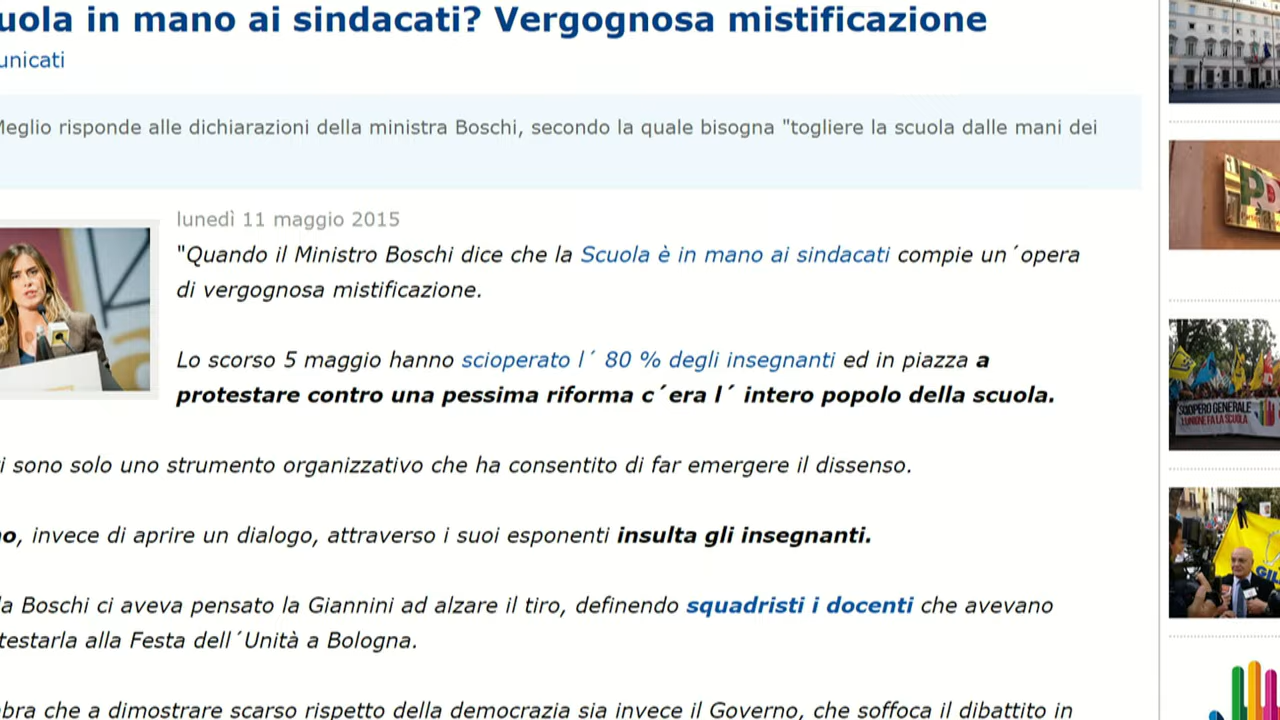 uola in mano ai sindacati? Vergognosa mistificazione
unicati
Meglio risponde alle dichiarazioni della ministra Boschi, secondo la quale bisogna "togliere la scuola dalle mani dei
lunedì 11 maggio 2015
"Quando il Ministro Boschi dice che la Scuola è in mano ai sindacati compie un´opera
di vergognosa mistificazione.
Lo scorso 5 maggio hanno scioperato l´ 80 % degli insegnanti ed in piazza a
protestare contro una pessima riforma c´era l´ intero popolo della scuola.
i sono solo uno strumento organizzativo che ha consentito di far emergere il dissenso.
no, invece di aprire un dialogo, attraverso i suoi esponenti insulta gli insegnanti.
la Boschi ci aveva pensato la Giannini ad alzare il tiro, definendo squadristi i docenti che avevano
testarla alla Festa dell´Unità a Bologna.
bra che a dimostrare scarso rispetto della democrazia sia invece il Governo, che soffoca il dibattito in
PD
SCIOPERO GENERALE
L'UNIONE FA LA SCUOLA
GIL